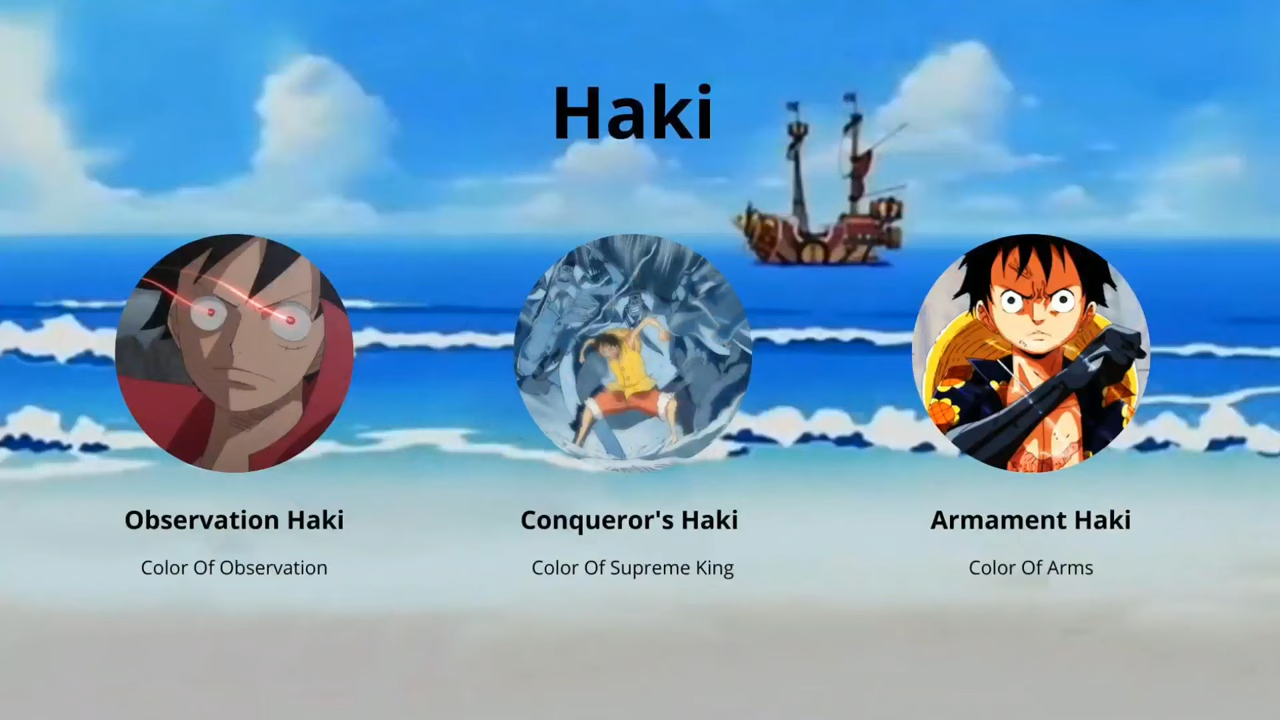 Haki
Observation Haki
Conqueror's Haki
Armament Haki
Color Of Observation
Color Of Supreme King
Color Of Arms